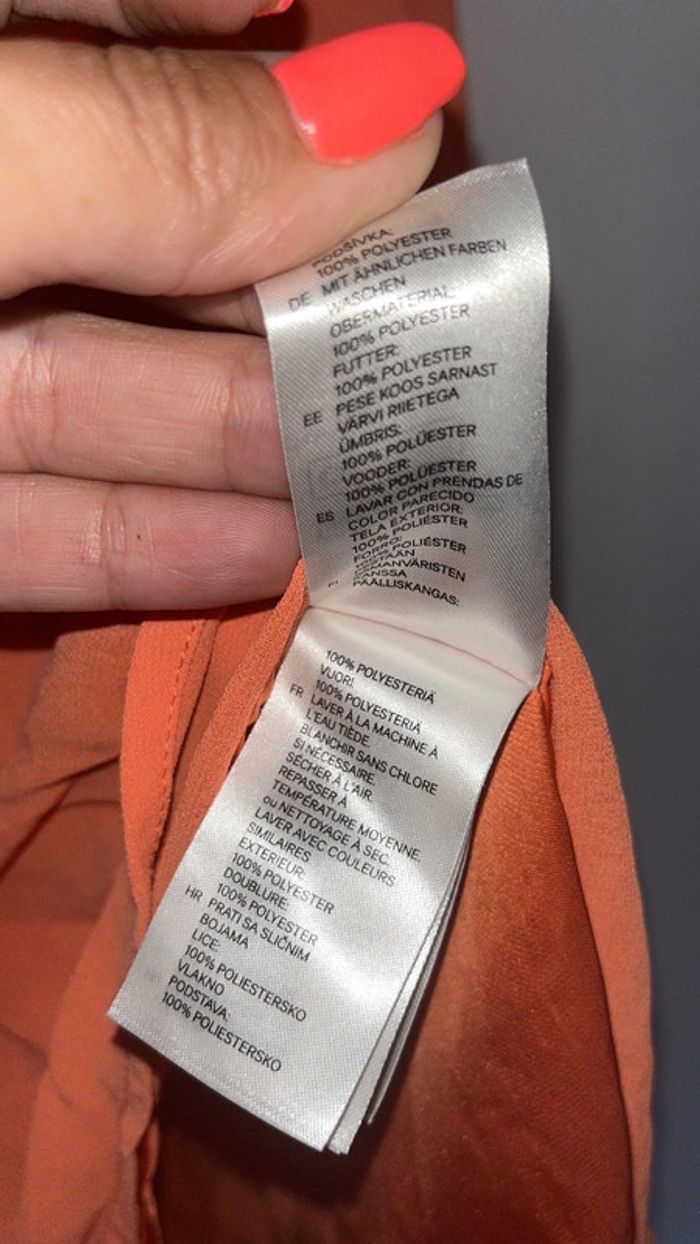 PODŠÍVKA:
100% POLYESTER
DE MIT ÄHNLICHEN FARBEN
WASCHEN
OBERMATERIAL:
100% POLYESTER
FUTTER:
100% POLYESTER
EE PESE KOOS SARNAST
VÄRVI RIIETEGA
ÜMBRIS:
100% POLÜESTER
VOODER:
100% POLÜESTER
ES LAVAR CON PRENDAS DE
COLOR PARECIDO
TELA EXTERIOR:
100% POLIÉSTER
FORRO:
100% POLIÉSTER
FI PÄÄLLISKANGAS:
100% POLYESTERIÄ
VUORI:
100% POLYESTERIÄ
FR LAVER À LA MACHINE À
L'EAU TIÈDE.
BLANCHIR SANS CHLORE
SI NÉCESSAIRE.
SÉCHER À L'AIR.
REPASSER À
TEMPÉRATURE MOYENNE.
ou NETTOYAGE À SEC.
LAVER AVEC COULEURS
SIMILAIRES
EXTERIEUR:
100% POLYESTER
DOUBLURE:
100% POLYESTER
HR PRATI SA SLIČNIM
BOJAMA
LICE:
100% POLIESTERSKO
VLAKNO
PODSTAVA:
100% POLIESTERSKO